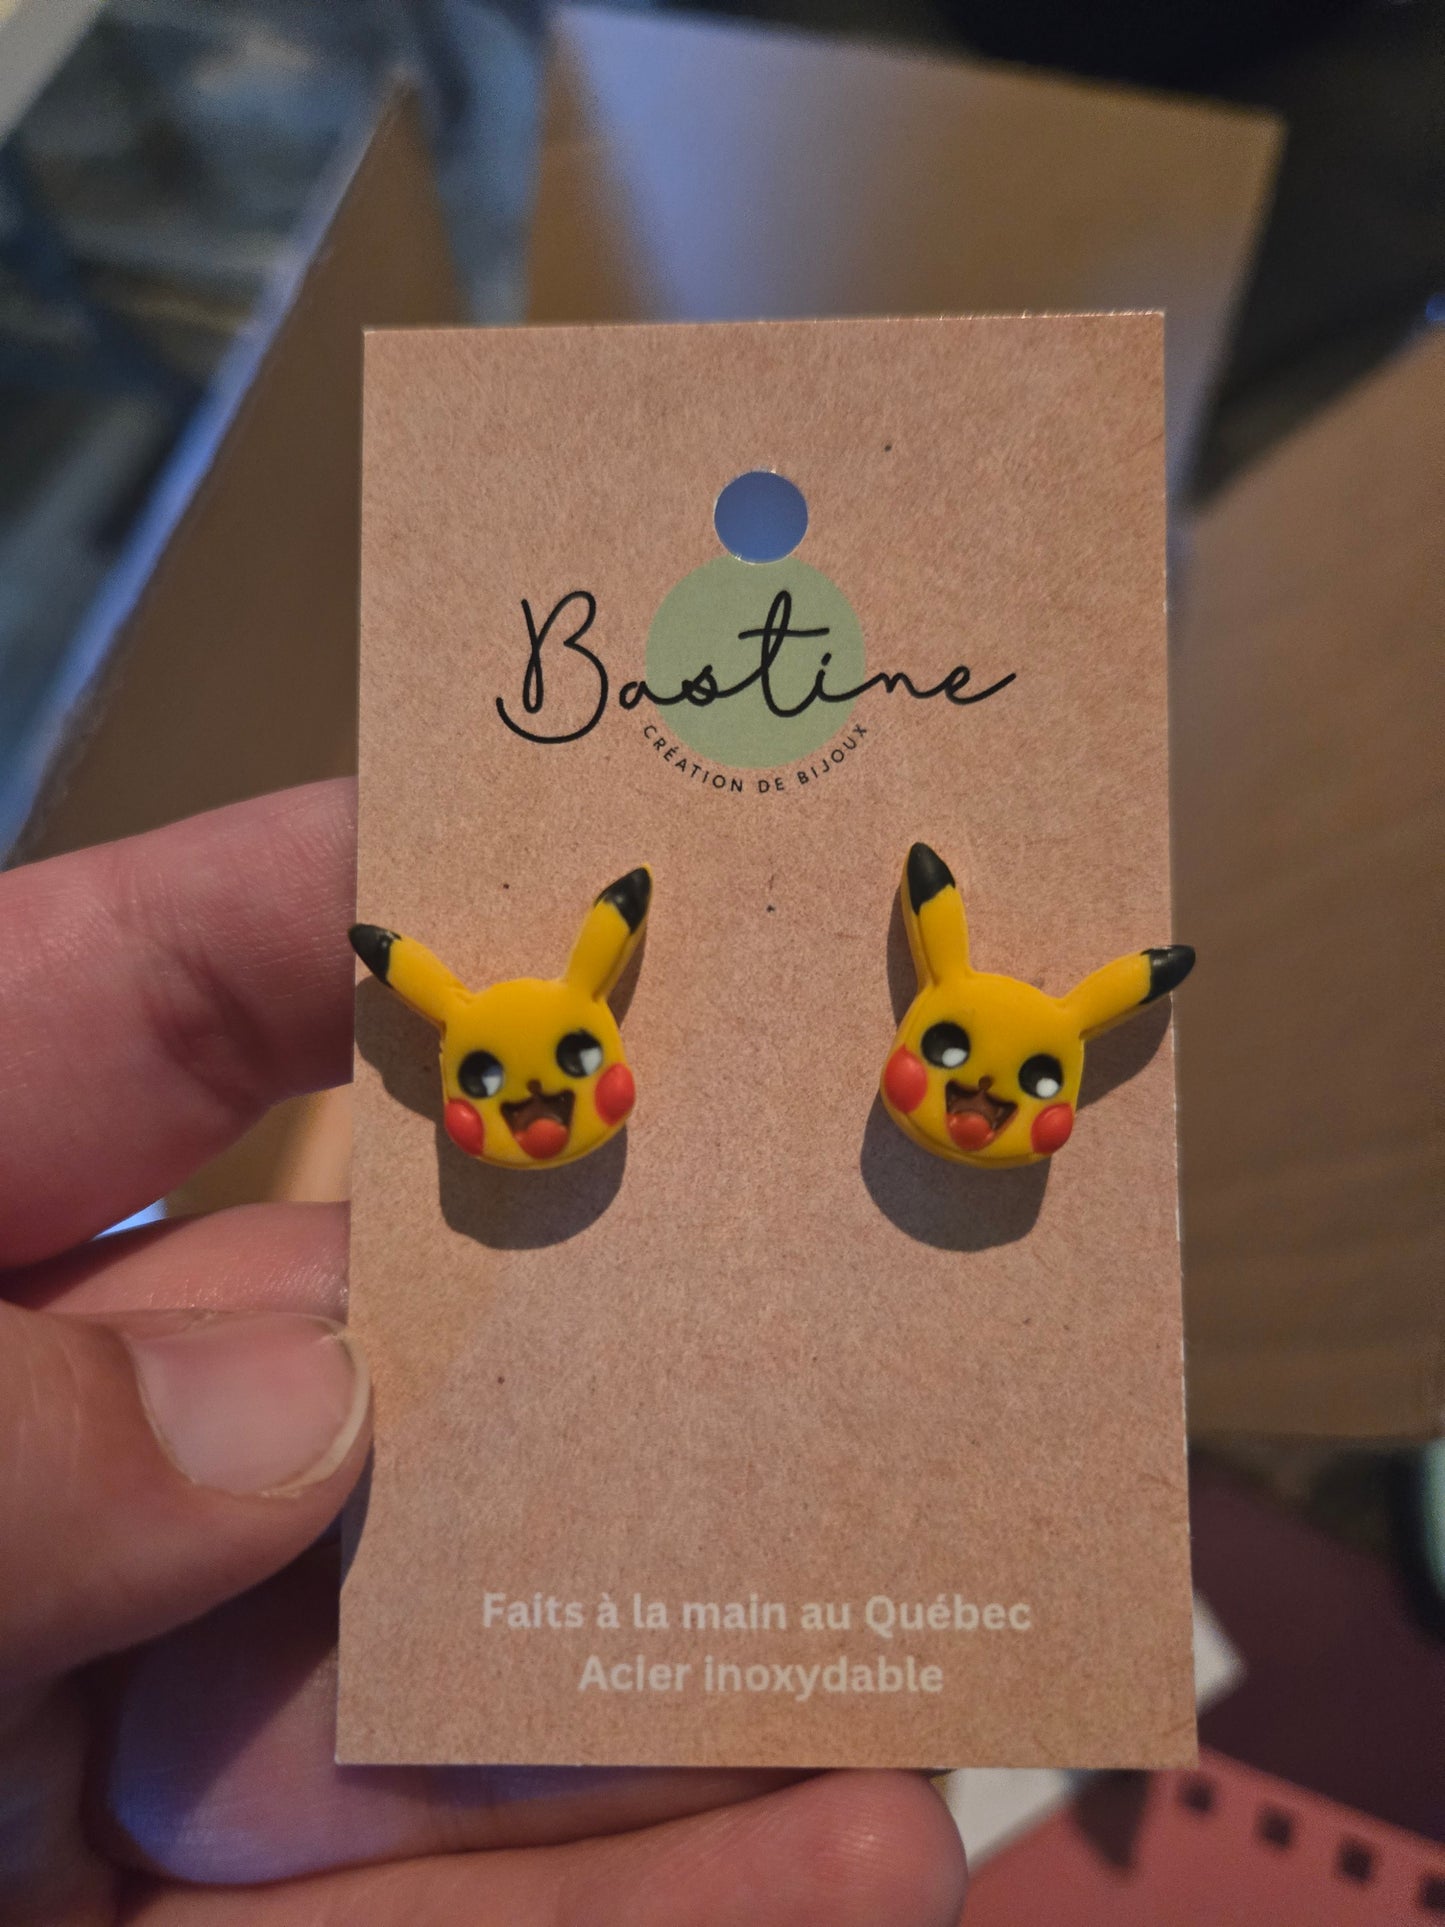 Bastine
CRÉATION DE BIJOUX
Faits à la main au Québec
Acier inoxydable